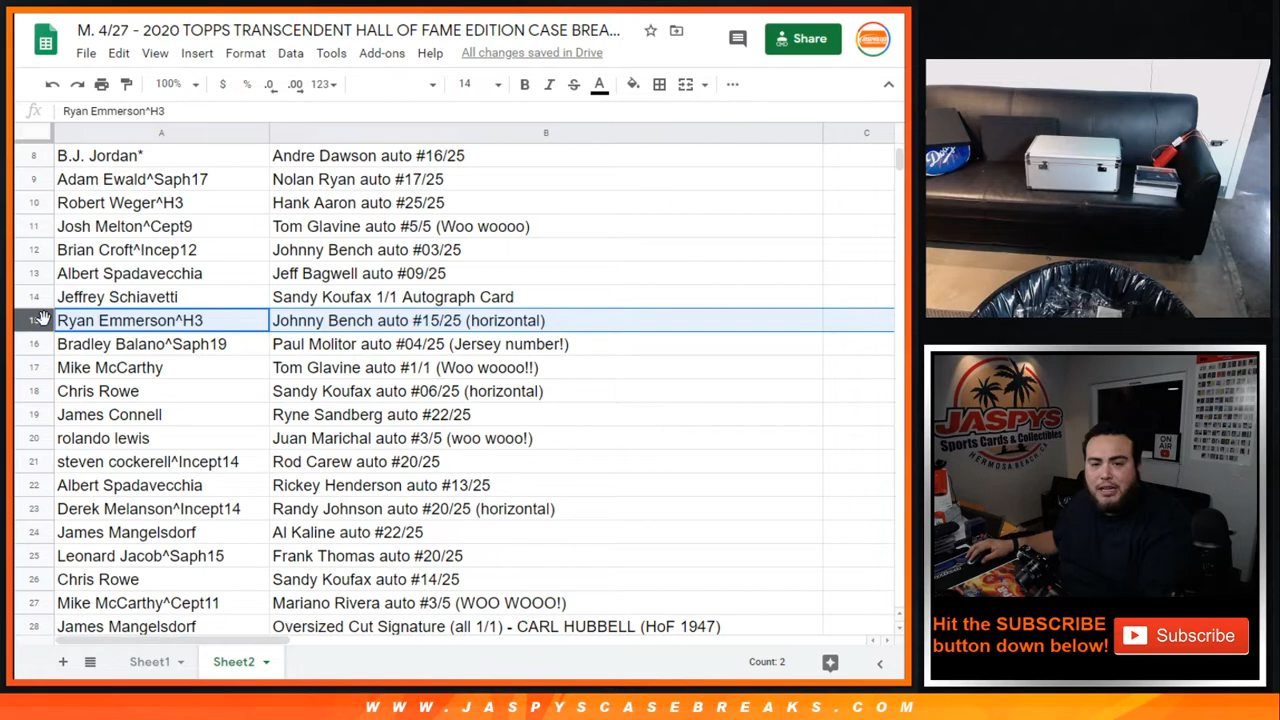 M. 4/27 - 2020 TOPPS TRANSCENDENT HALL OF FAME EDITION CASE BREA...
File Edit View Insert Format Data Tools Add-ons Help All changes saved in Drive
Share
100% $ % .0 .00 123 14 B I S A
fx Ryan Emmerson^H3
A B C
8 B.J. Jordan* Andre Dawson auto #16/25
9 Adam Ewald^Saph17 Nolan Ryan auto #17/25
10 Robert Weger^H3 Hank Aaron auto #25/25
11 Josh Melton^Cept9 Tom Glavine auto #5/5 (Woo woooo)
12 Brian Croft^Incep12 Johnny Bench auto #03/25
13 Albert Spadavecchia Jeff Bagwell auto #09/25
14 Jeffrey Schiavetti Sandy Koufax 1/1 Autograph Card
Ryan Emmerson^H3 Johnny Bench auto #15/25 (horizontal)
16 Bradley Balano^Saph19 Paul Molitor auto #04/25 (Jersey number!)
17 Mike McCarthy Tom Glavine auto #1/1 (Woo woooo!!)
18 Chris Rowe Sandy Koufax auto #06/25 (horizontal)
19 James Connell Ryne Sandberg auto #22/25
20 rolando lewis Juan Marichal auto #3/5 (woo wooo!)
21 steven cockerell^Incept14 Rod Carew auto #20/25
22 Albert Spadavecchia Rickey Henderson auto #13/25
23 Derek Melanson^Incept14 Randy Johnson auto #20/25 (horizontal)
24 James Mangelsdorf Al Kaline auto #22/25
25 Leonard Jacob^Saph15 Frank Thomas auto #20/25
26 Chris Rowe Sandy Koufax auto #14/25
27 Mike McCarthy^Cept11 Mariano Rivera auto #3/5 (WOO WOOO!)
28 James Mangelsdorf Oversized Cut Signature (all 1/1) - CARL HUBBELL (HoF 1947)
Sheet1 Sheet2 Count: 2
JASPYS
Sports Cards & Collectibles
HERMOSA BEACH, CA
ON AIR
Hit the SUBSCRIBE
button down below!
Subscribe
WWW.JASPYSCASEBREAKS.COM